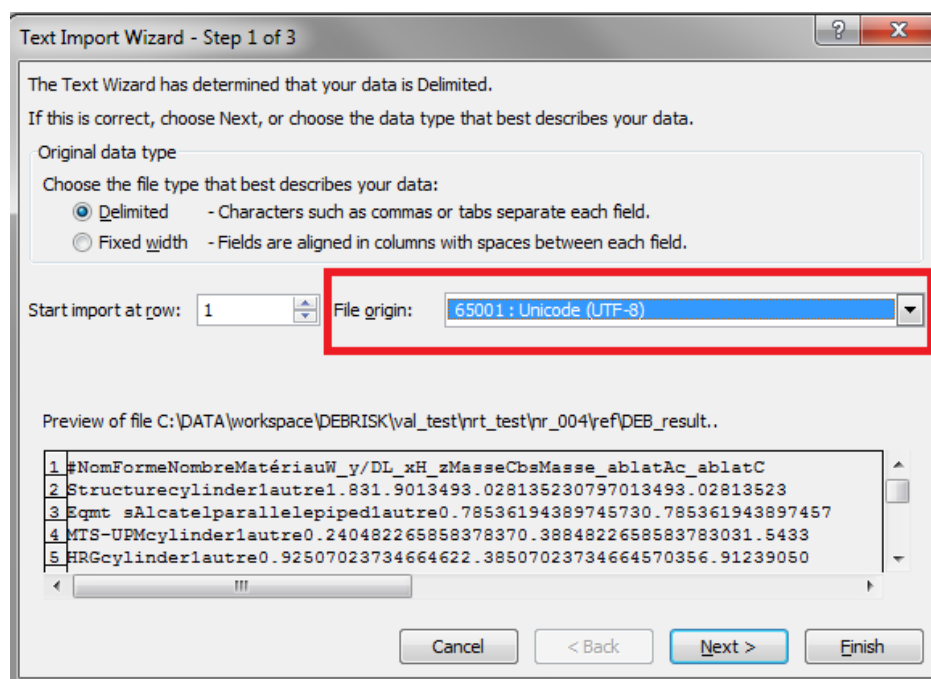 Text Import Wizard - Step 1 of 3
The Text Wizard has determined that your data is Delimited.
If this is correct, choose Next, or choose the data type that best describes your data.
Original data type
Choose the file type that best describes your data:
Delimited - Characters such as commas or tabs separate each field.
Fixed width - Fields are aligned in columns with spaces between each field.
Start import at row: 1 File origin: 65001 : Unicode (UTF-8)
Preview of file C:\DATA\workspace\DEBRISK\val_test\nrt_test\nr_004\ref\DEB_result..
1 #NomFormeNombreMatériauW_y/DL_xH_zMasseCbsMasse_ablatAc_ablatC
2 Structurecylinder1autre1.831.9013493.028135230797013493.02813523
3 Eqmt sAlcatelparallelepiped1autre0.78536194389745730.785361943897457
4 MTS-UPMcylinder1autre0.240482265858378370.3884822658583783031.5433
5 HRGcylinder1autre0.92507023734664622.38507023734664570356.91239050
Cancel < Back Next > Finish